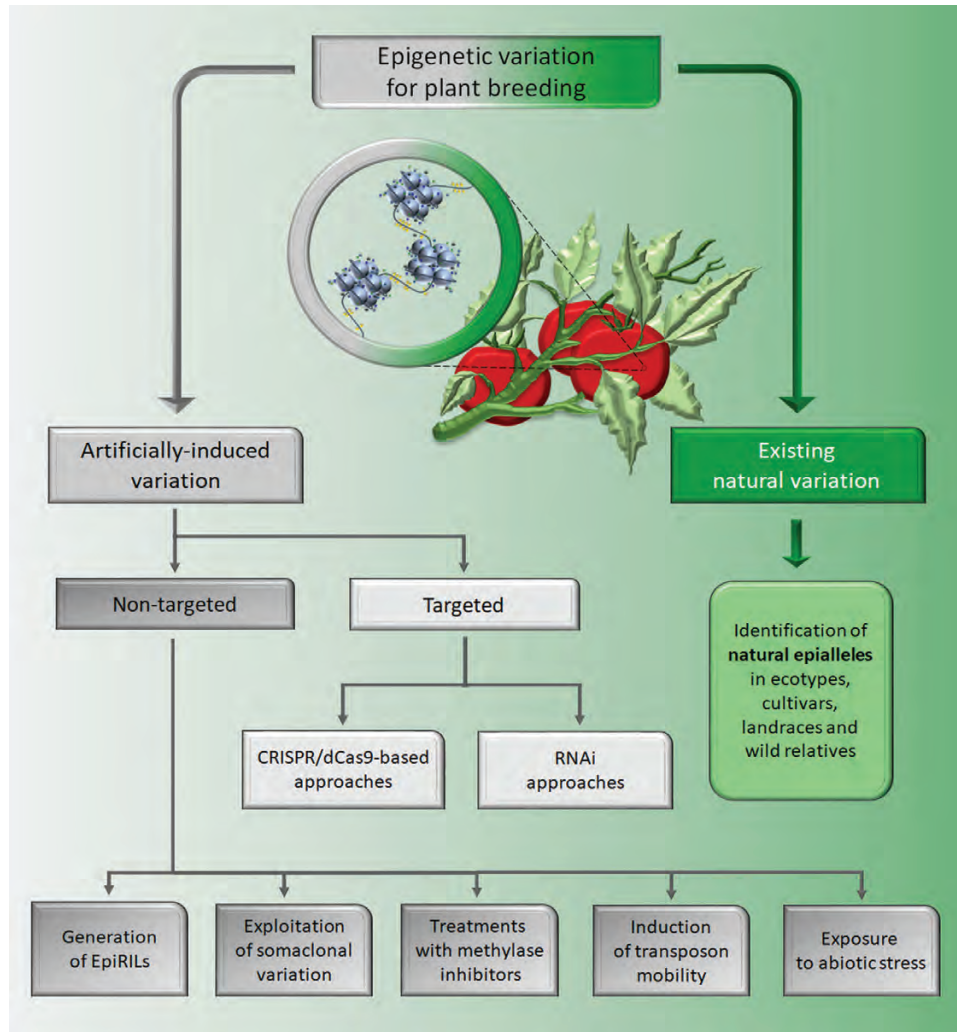 Epigenetic variation
for plant breeding
Artificially-induced
variation
Existing
natural variation
Non-targeted
Targeted
Identification of
natural epialleles
in ecotypes,
cultivars,
landraces and
wild relatives
CRISPR/dCas9-based
approaches
RNAi
approaches
Generation
of EpiRILs
Exploitation
of somaclonal
variation
Treatments
with methylase
inhibitors
Induction
of transposon
mobility
Exposure
to abiotic stress